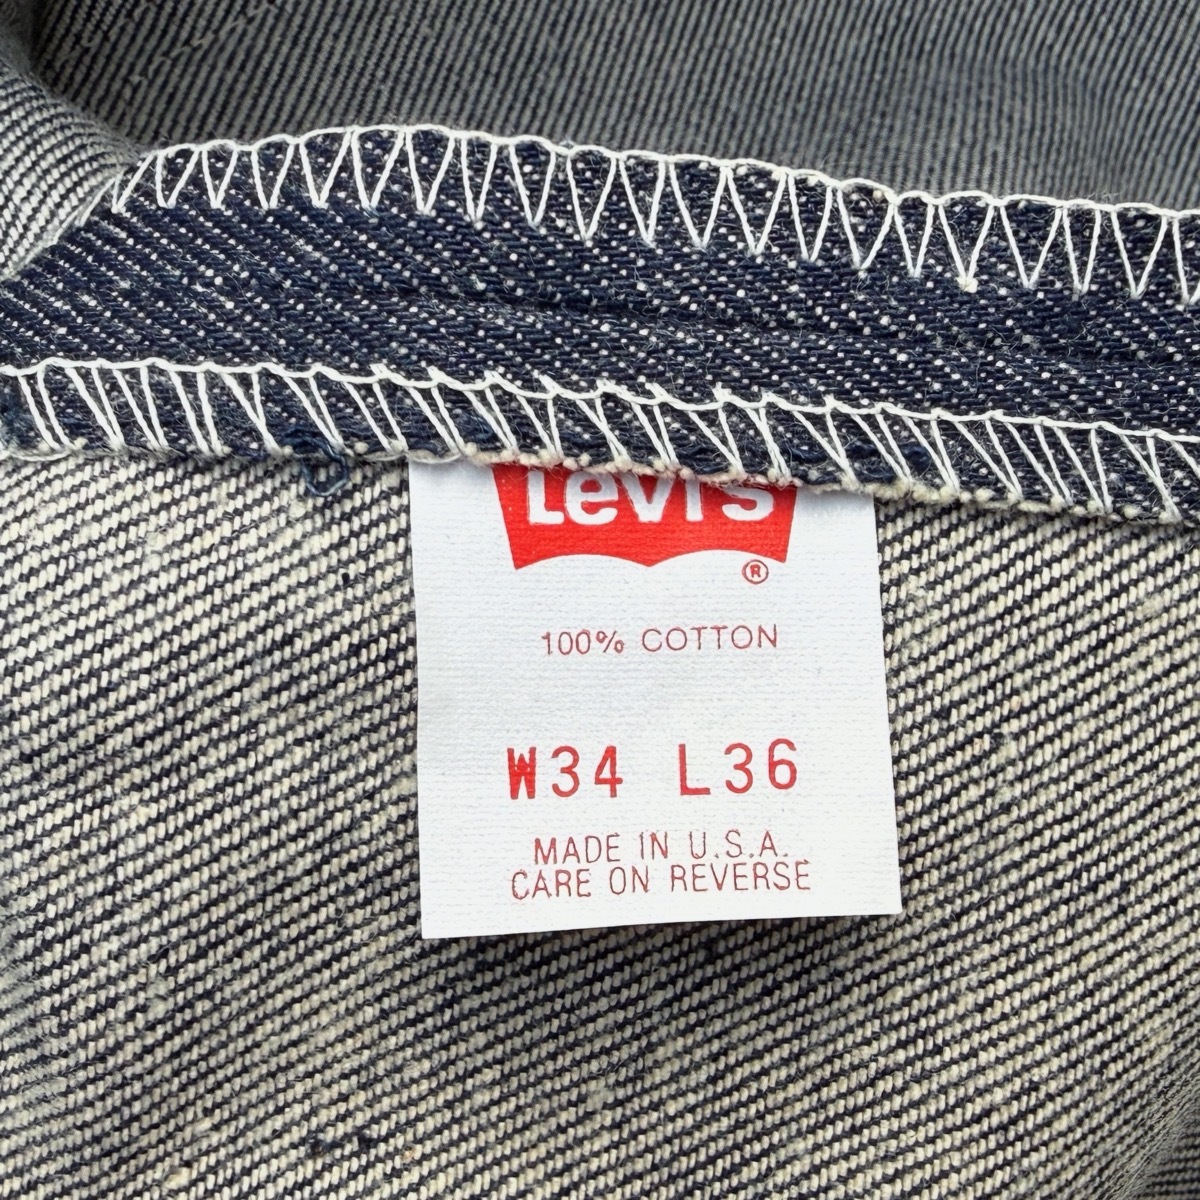 Levi's
®
100% COTTON
W34 L36
MADE IN U.S.A.
CARE ON REVERSE